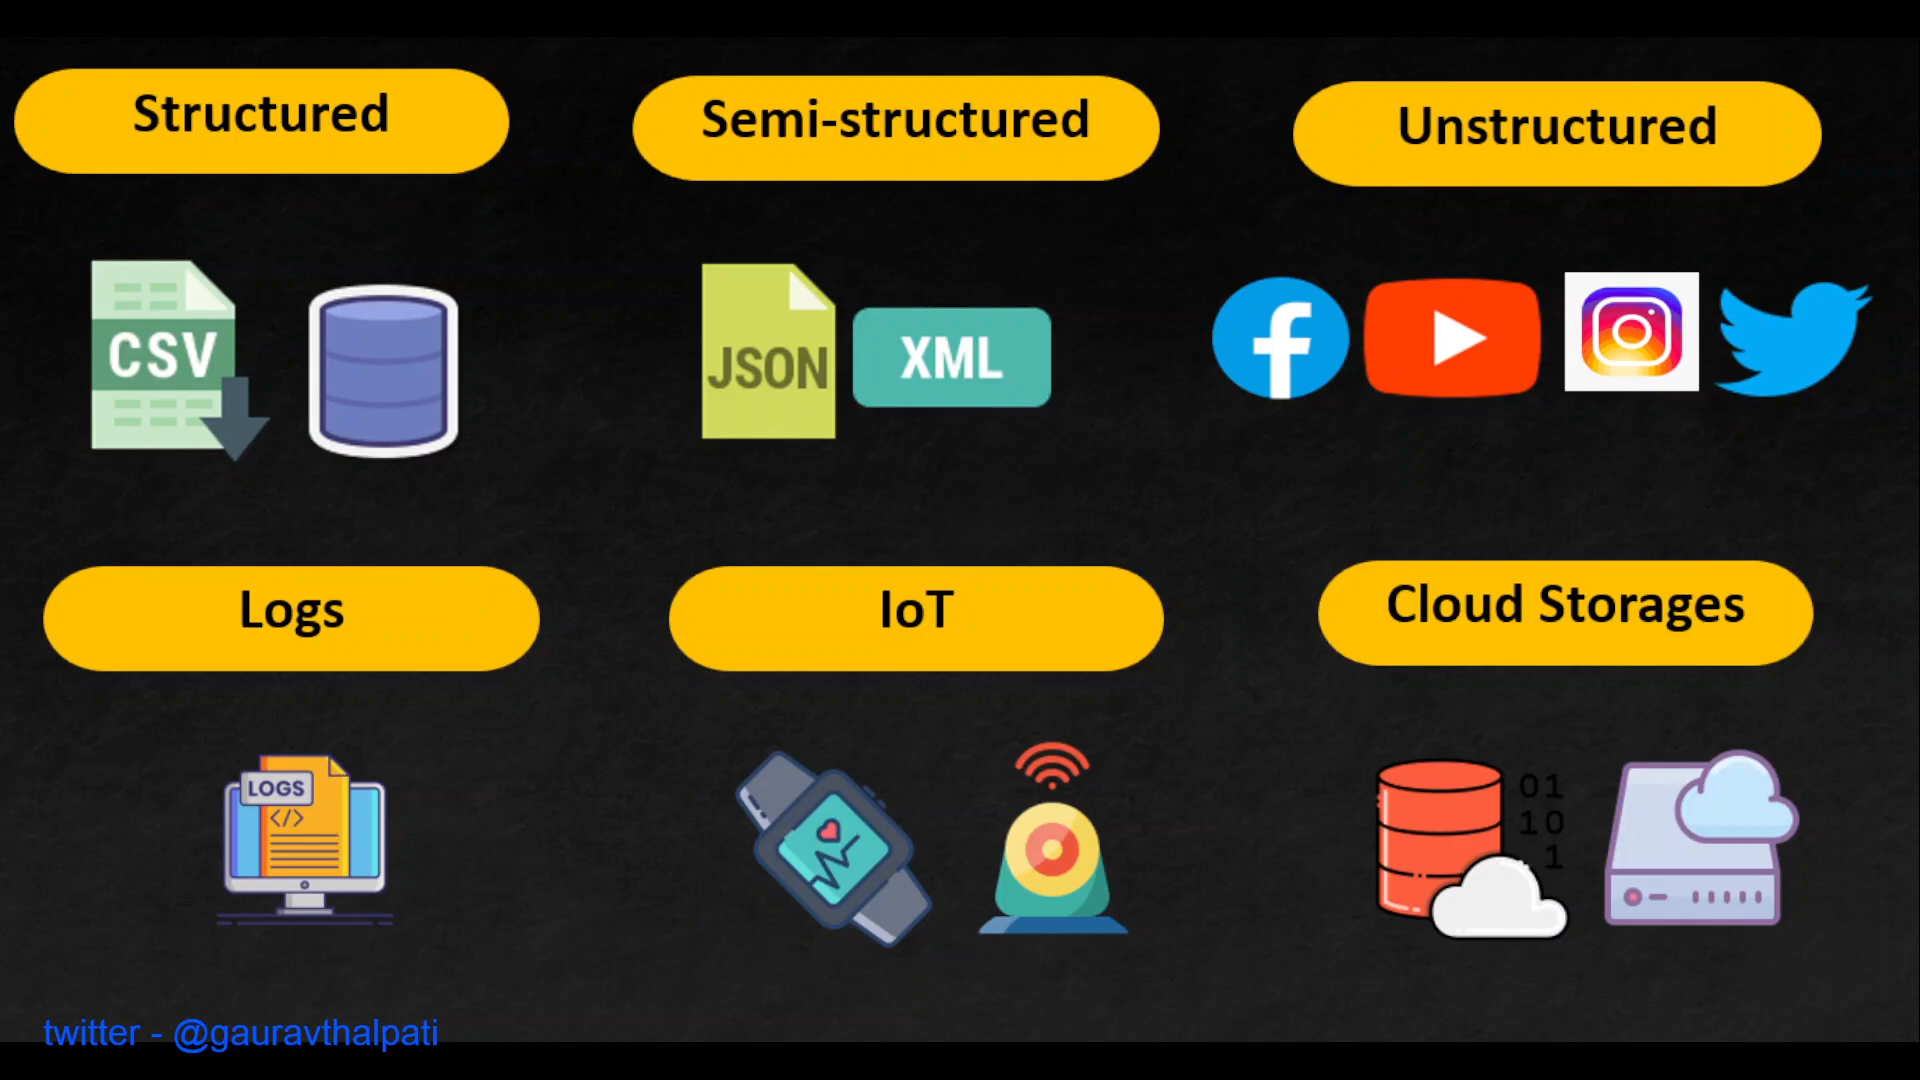 Structured
Semi-structured
Unstructured
CSV
JSON
XML
Logs
IoT
Cloud Storages
LOGS
</>
01
10
1
twitter - @gauravthalpati